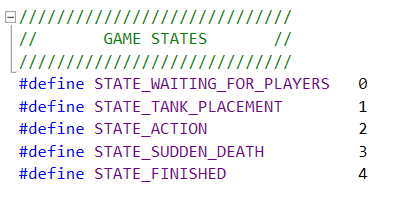 /////////////////////////////
//       GAME STATES       //
/////////////////////////////
#define STATE_WAITING_FOR_PLAYERS   0
#define STATE_TANK_PLACEMENT        1
#define STATE_ACTION                2
#define STATE_SUDDEN_DEATH          3
#define STATE_FINISHED              4